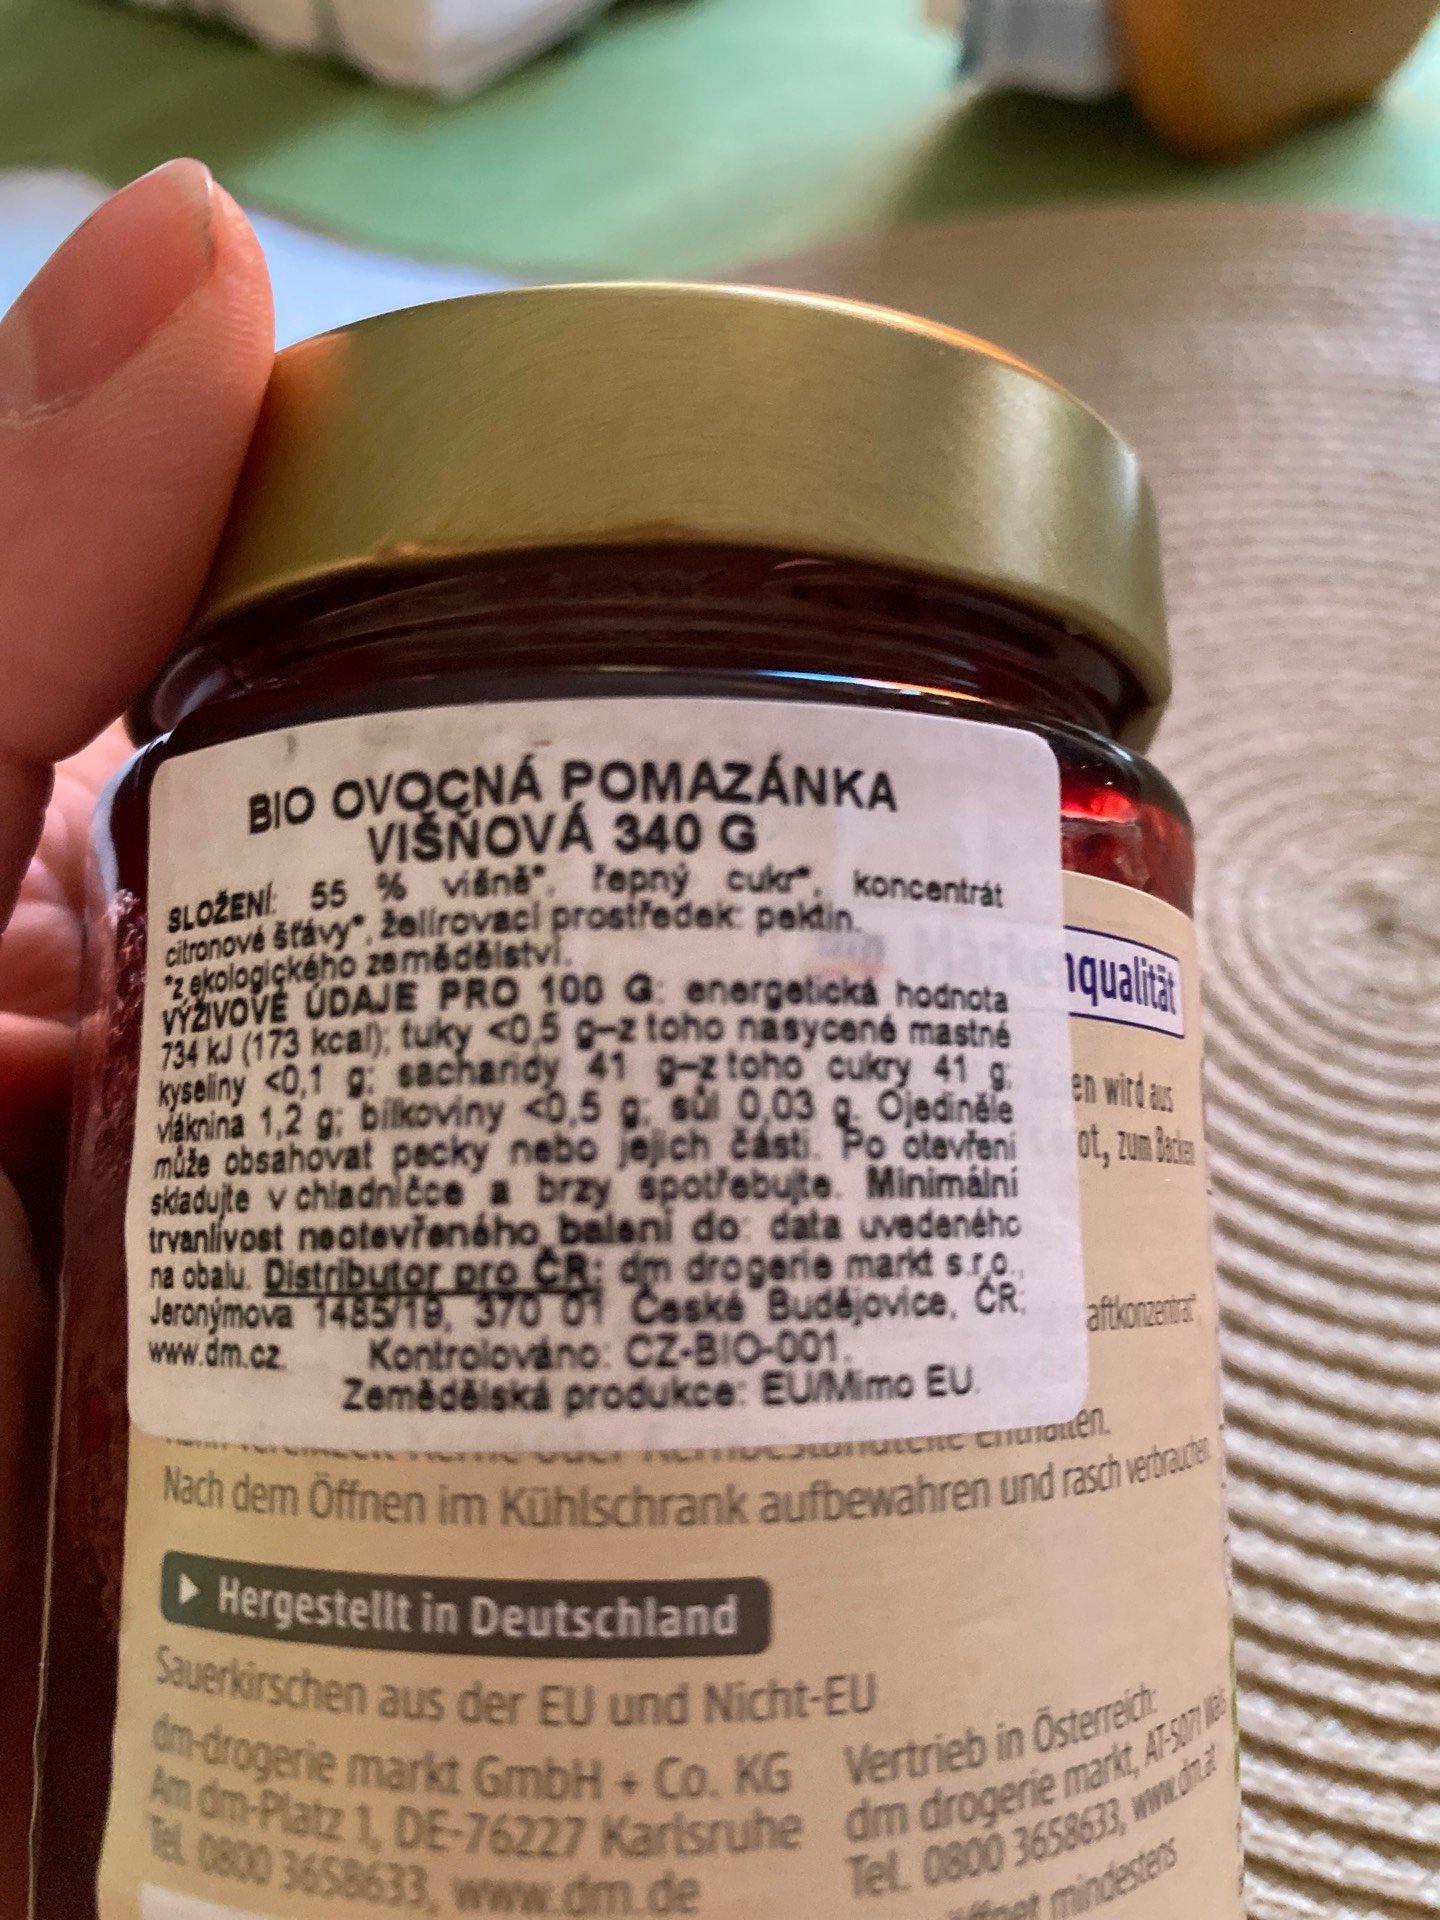 BIO OVOCNÁ POMAZÁNKA
VIŠŇOVÁ 340 G
SLOŽENÍ: 55 % višně*, řepný cukr*, koncentrát
citronové šťávy*, želírovací prostředek: pektin.
*z ekologického zemědělství.
VÝŽIVOVÉ ÚDAJE PRO 100 G: energetická hodnota
734 kJ (173 kcal); tuky <0,5 g–z toho nasycené mastné
kyseliny <0,1 g; sacharidy 41 g–z toho cukry 41 g;
vláknina 1,2 g; bílkoviny <0,5 g; sůl 0,03 g. Ojediněle
může obsahovat pecky nebo jejich části. Po otevření
skladujte v chladničce a brzy spotřebujte. Minimální
trvanlivost neotevřeného balení do: data uvedeného
na obalu. Distributor pro ČR: dm drogerie markt s.r.o.,
Jeronýmova 1485/19, 370 01 České Budějovice, ČR,
www.dm.cz. Kontrolováno: CZ-BIO-001.
Zemědělská produkce: EU/Mimo EU.
nqualität
en wird aus
ot, zum Backen
aftkonzentrat*,
enthalten.
Nach dem Öffnen im Kühlschrank aufbewahren und rasch verbrauchen.
Hergestellt in Deutschland
Sauerkirschen aus der EU und Nicht-EU
dm-drogerie markt GmbH + Co. KG
Am dm-Platz 1, DE-76227 Karlsruhe
Tel. 0800 3658633, www.dm.de
Vertrieb in Österreich:
dm drogerie markt, AT-5071 Wals
Tel. 0800 3658633, www.dm.at
mindestens